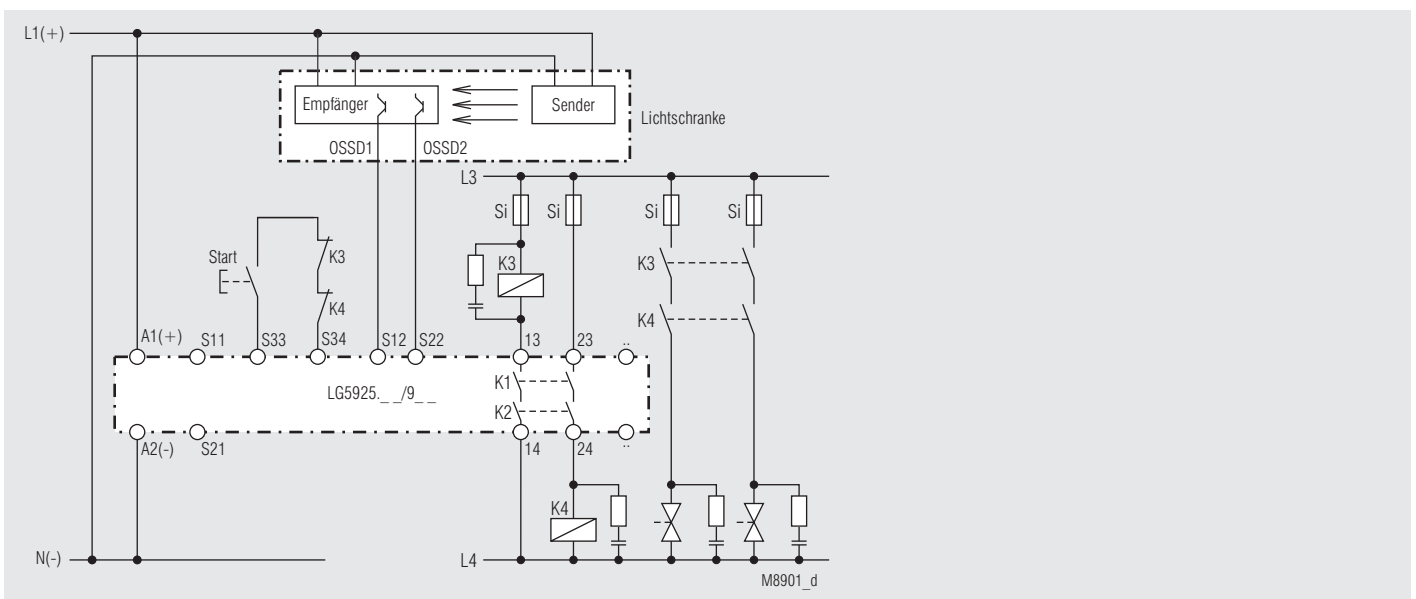 L1(+)
Empfänger
Sender
Lichtschranke
OSSD1
OSSD2
L3
Si
Si
Si
Si
Start
K3
K4
K3
K3
K4
A1(+)
S11
S33
S34
S12
S22
13
23
..
K1
LG5925._ _/9_ _
K2
A2(-)
S21
14
24
..
K4
N(-)
L4
M8901_d